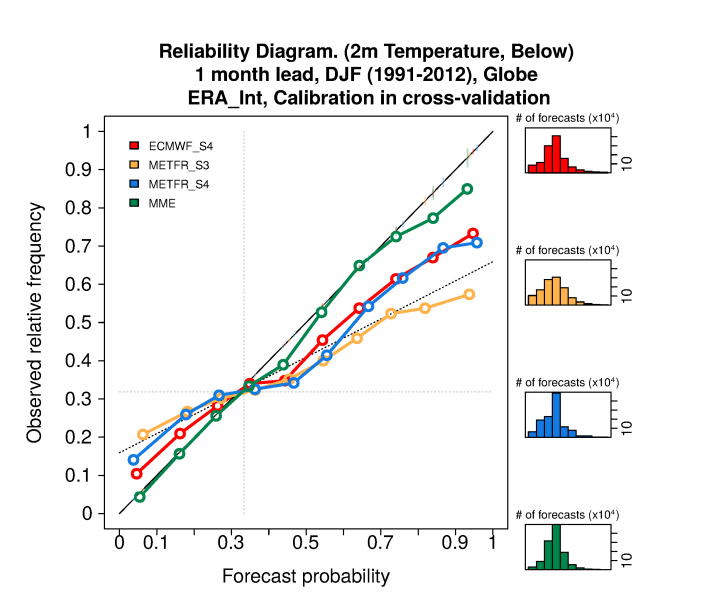 Reliability Diagram. (2m Temperature, Below)
1 month lead, DJF (1991-2012), Globe
ERA_Int, Calibration in cross-validation
# of forecasts (x10⁴)
1
0.9
0.8
0.7
0.6
0.5
0.4
0.3
0.2
0.1
0
Observed relative frequency
ECMWF_S4
METFR_S3
METFR_S4
MME
10
# of forecasts (x10⁴)
10
# of forecasts (x10⁴)
10
# of forecasts (x10⁴)
10
0 0.1 0.3 0.5 0.7 0.9 1
Forecast probability